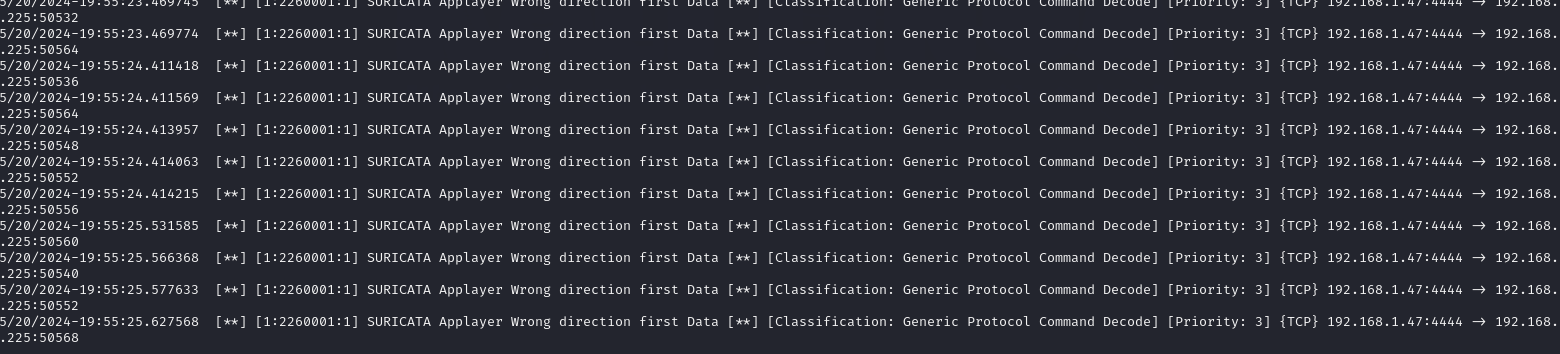 5/20/2024-19:55:23.469745  [**] [1:2260001:1] SURICATA Applayer Wrong direction first Data [**] [Classification: Generic Protocol Command Decode] [Priority: 3] {TCP} 192.168.1.47:4444 → 192.168.
.225:50532
5/20/2024-19:55:23.469774  [**] [1:2260001:1] SURICATA Applayer Wrong direction first Data [**] [Classification: Generic Protocol Command Decode] [Priority: 3] {TCP} 192.168.1.47:4444 → 192.168.
.225:50564
5/20/2024-19:55:24.411418  [**] [1:2260001:1] SURICATA Applayer Wrong direction first Data [**] [Classification: Generic Protocol Command Decode] [Priority: 3] {TCP} 192.168.1.47:4444 → 192.168.
.225:50536
5/20/2024-19:55:24.411569  [**] [1:2260001:1] SURICATA Applayer Wrong direction first Data [**] [Classification: Generic Protocol Command Decode] [Priority: 3] {TCP} 192.168.1.47:4444 → 192.168.
.225:50564
5/20/2024-19:55:24.413957  [**] [1:2260001:1] SURICATA Applayer Wrong direction first Data [**] [Classification: Generic Protocol Command Decode] [Priority: 3] {TCP} 192.168.1.47:4444 → 192.168.
.225:50548
5/20/2024-19:55:24.414063  [**] [1:2260001:1] SURICATA Applayer Wrong direction first Data [**] [Classification: Generic Protocol Command Decode] [Priority: 3] {TCP} 192.168.1.47:4444 → 192.168.
.225:50552
5/20/2024-19:55:24.414215  [**] [1:2260001:1] SURICATA Applayer Wrong direction first Data [**] [Classification: Generic Protocol Command Decode] [Priority: 3] {TCP} 192.168.1.47:4444 → 192.168.
.225:50556
5/20/2024-19:55:25.531585  [**] [1:2260001:1] SURICATA Applayer Wrong direction first Data [**] [Classification: Generic Protocol Command Decode] [Priority: 3] {TCP} 192.168.1.47:4444 → 192.168.
.225:50560
5/20/2024-19:55:25.566368  [**] [1:2260001:1] SURICATA Applayer Wrong direction first Data [**] [Classification: Generic Protocol Command Decode] [Priority: 3] {TCP} 192.168.1.47:4444 → 192.168.
.225:50540
5/20/2024-19:55:25.577633  [**] [1:2260001:1] SURICATA Applayer Wrong direction first Data [**] [Classification: Generic Protocol Command Decode] [Priority: 3] {TCP} 192.168.1.47:4444 → 192.168.
.225:50552
5/20/2024-19:55:25.627568  [**] [1:2260001:1] SURICATA Applayer Wrong direction first Data [**] [Classification: Generic Protocol Command Decode] [Priority: 3] {TCP} 192.168.1.47:4444 → 192.168.
.225:50568